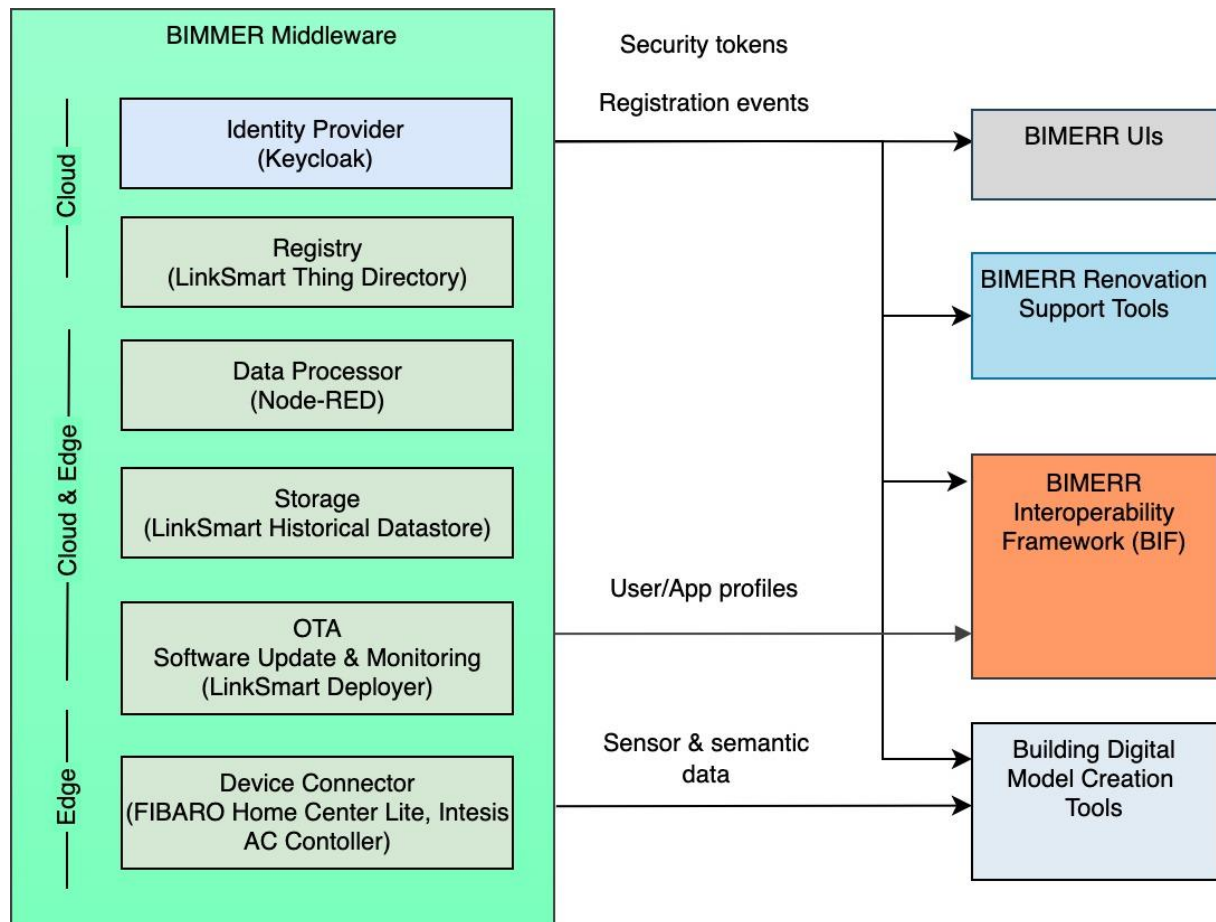 BIMMER Middleware
Cloud
Identity Provider
(Keycloak)
Registry
(LinkSmart Thing Directory)
Cloud & Edge
Data Processor
(Node-RED)
Storage
(LinkSmart Historical Datastore)
OTA
Software Update & Monitoring
(LinkSmart Deployer)
Edge
Device Connector
(FIBARO Home Center Lite, Intesis
AC Contoller)
Security tokens
Registration events
User/App profiles
Sensor & semantic
data
BIMERR UIs
BIMERR Renovation
Support Tools
BIMERR
Interoperability
Framework (BIF)
Building Digital
Model Creation
Tools